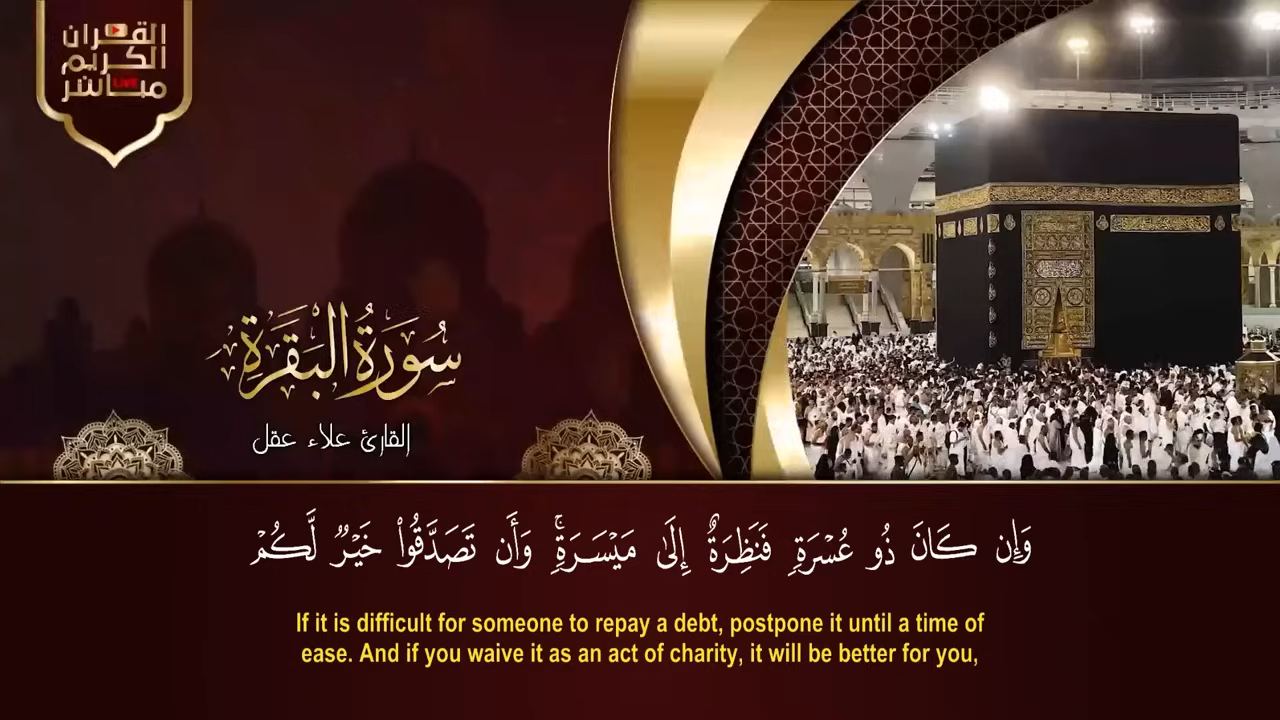 القرآن
الكريم
مباشر
LIVE
سُورَةُ البَقَرَةِ
القارئ علاء عقل
وَإِن كَانَ ذُو عُسْرَةٍ فَنَظِرَةٌ إِلَىٰ مَيْسَرَةٍ ۚ وَأَن تَصَدَّقُوا۟ خَيْرٌ لَّكُمْ
If it is difficult for someone to repay a debt, postpone it until a time of
ease. And if you waive it as an act of charity, it will be better for you,